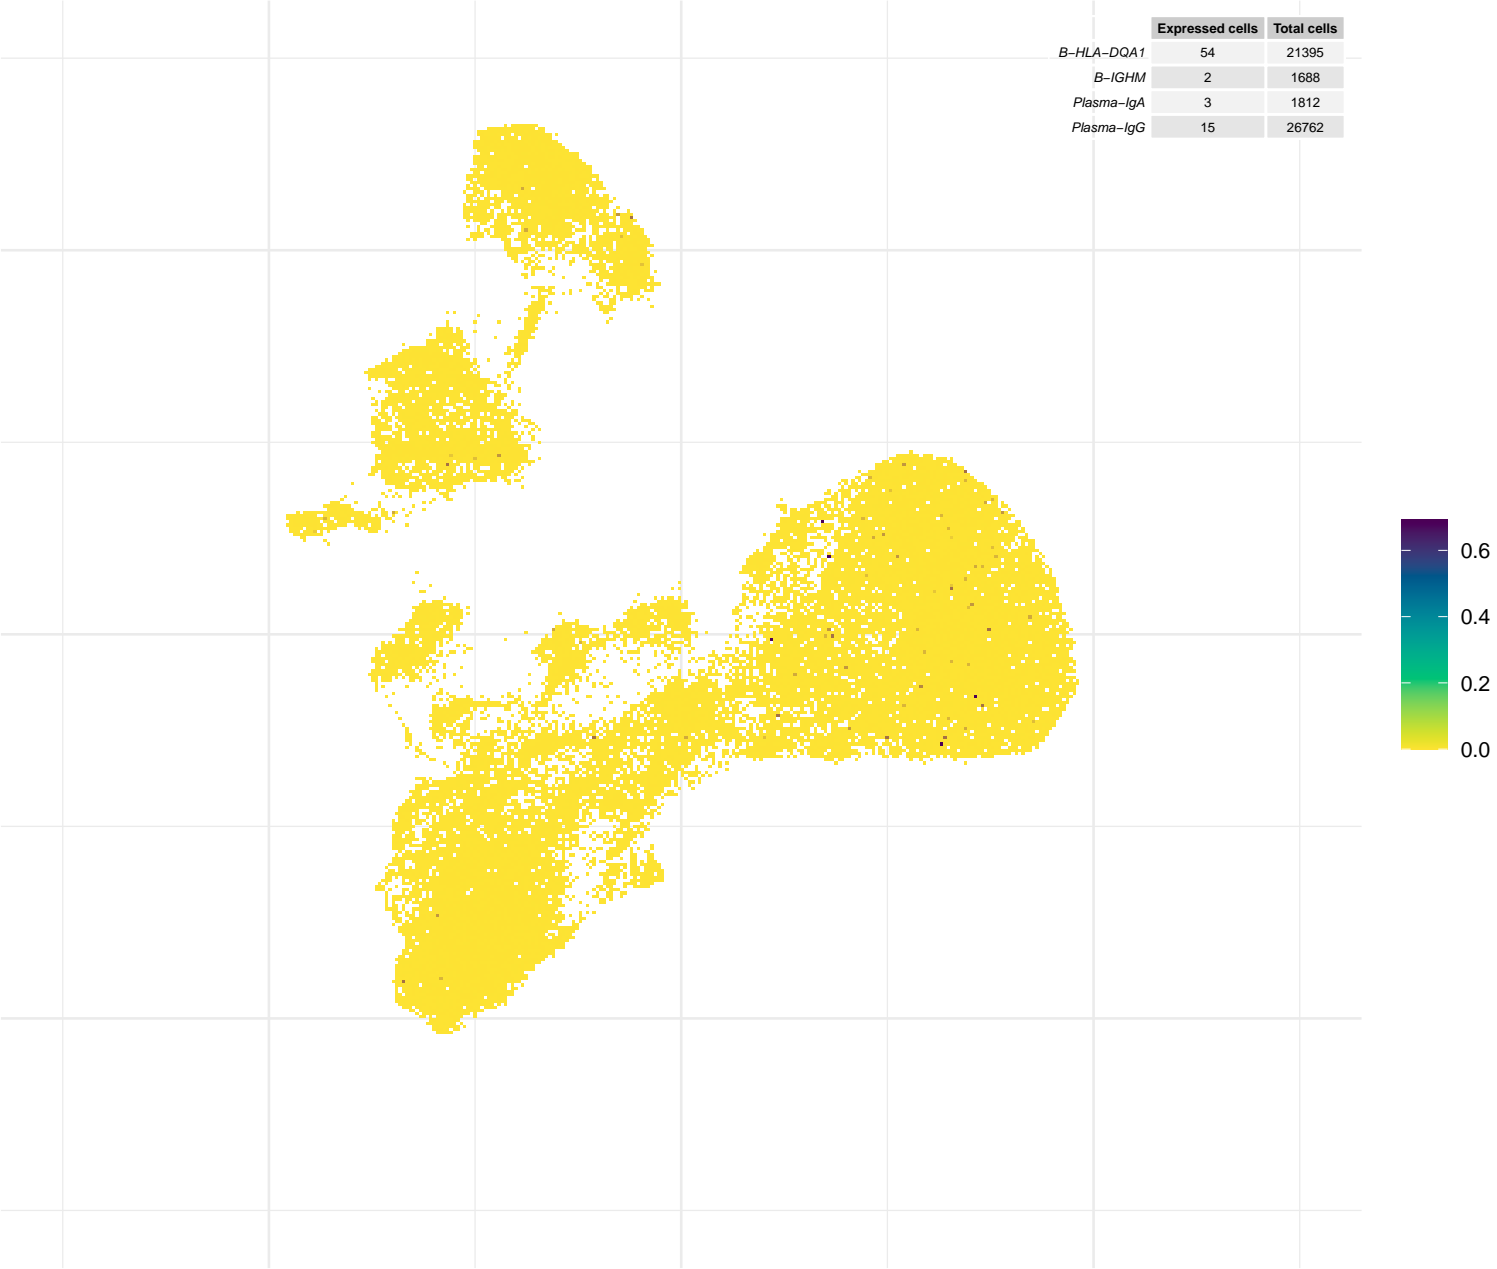 Expressed cells Total cells
B−HLA−DQA1 54 21395
B−IGHM 2 1688
Plasma−IgA 3 1812
Plasma−IgG 15 26762
0.6
0.4
0.2
0.0